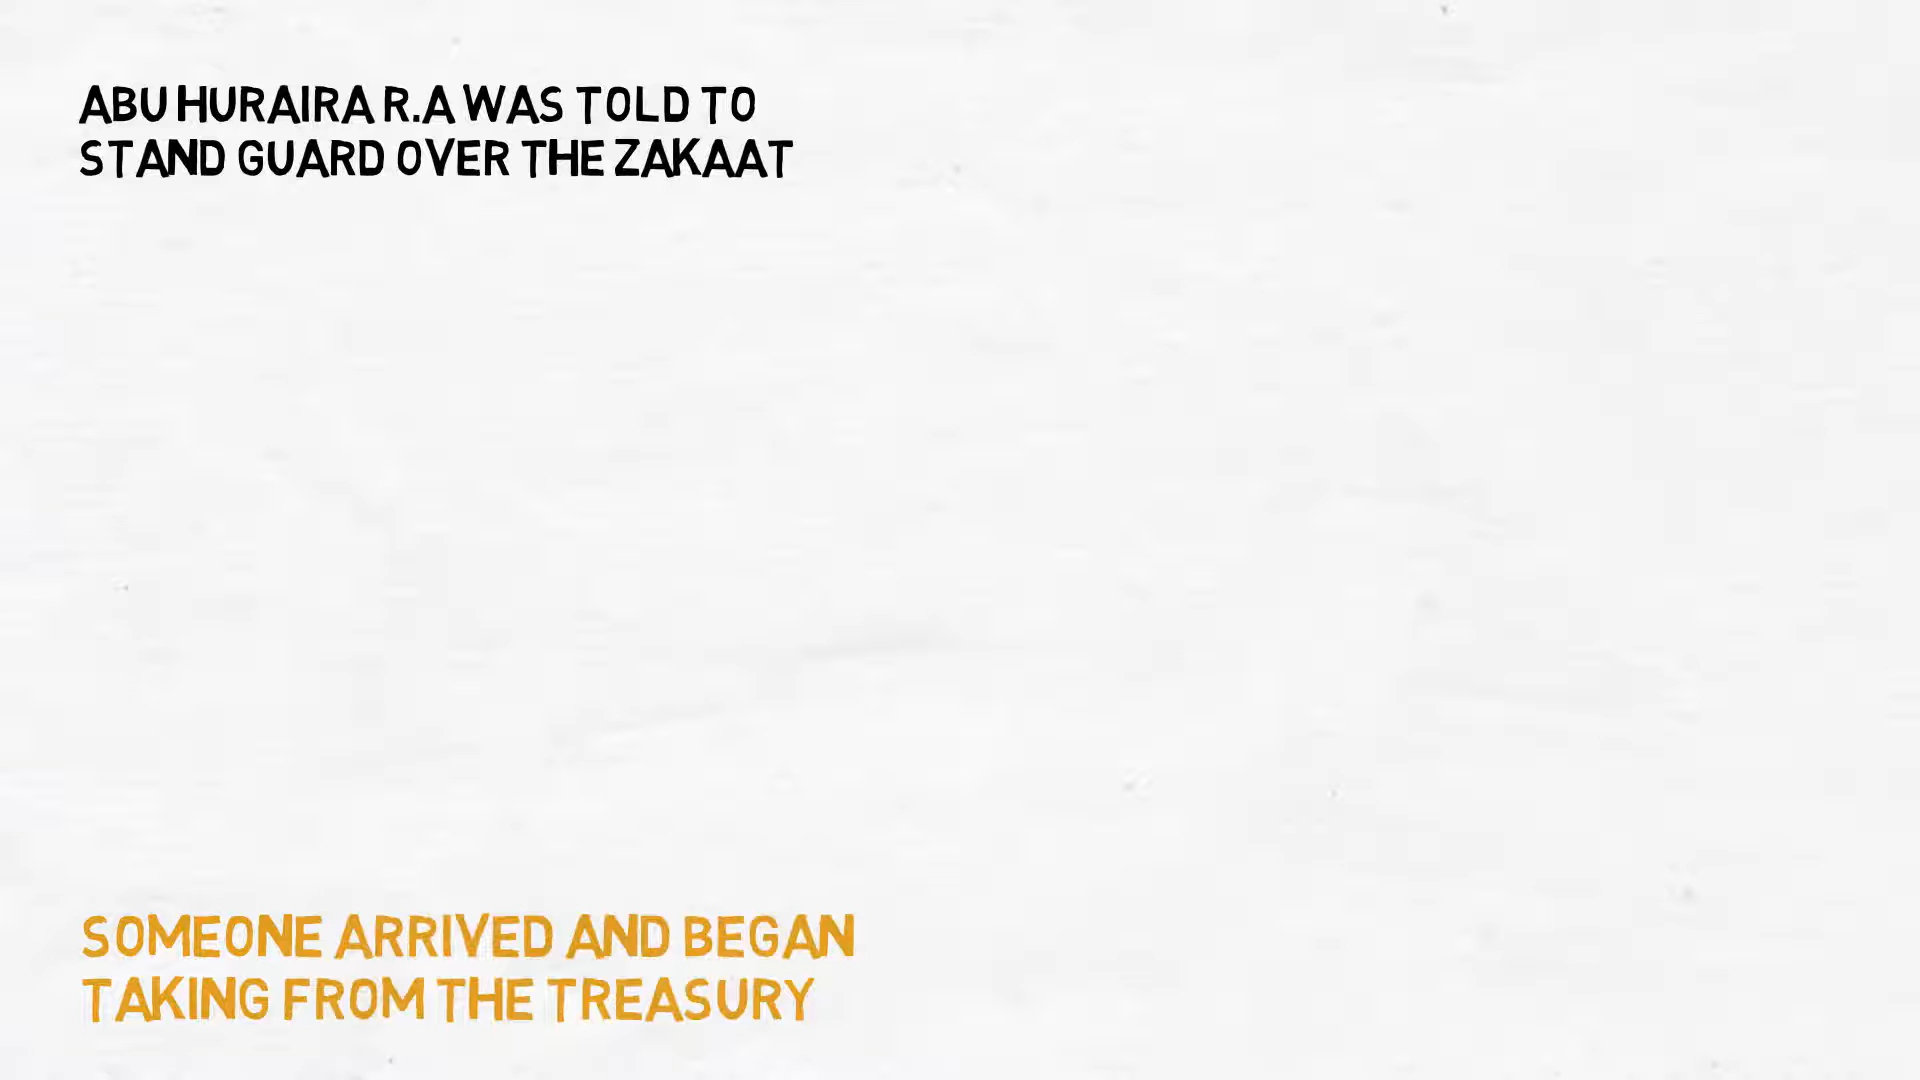 ABU HURAIRA R.A WAS TOLD TO
STAND GUARD OVER THE ZAKAAT
SOMEONE ARRIVED AND BEGAN
TAKING FROM THE TREASURY